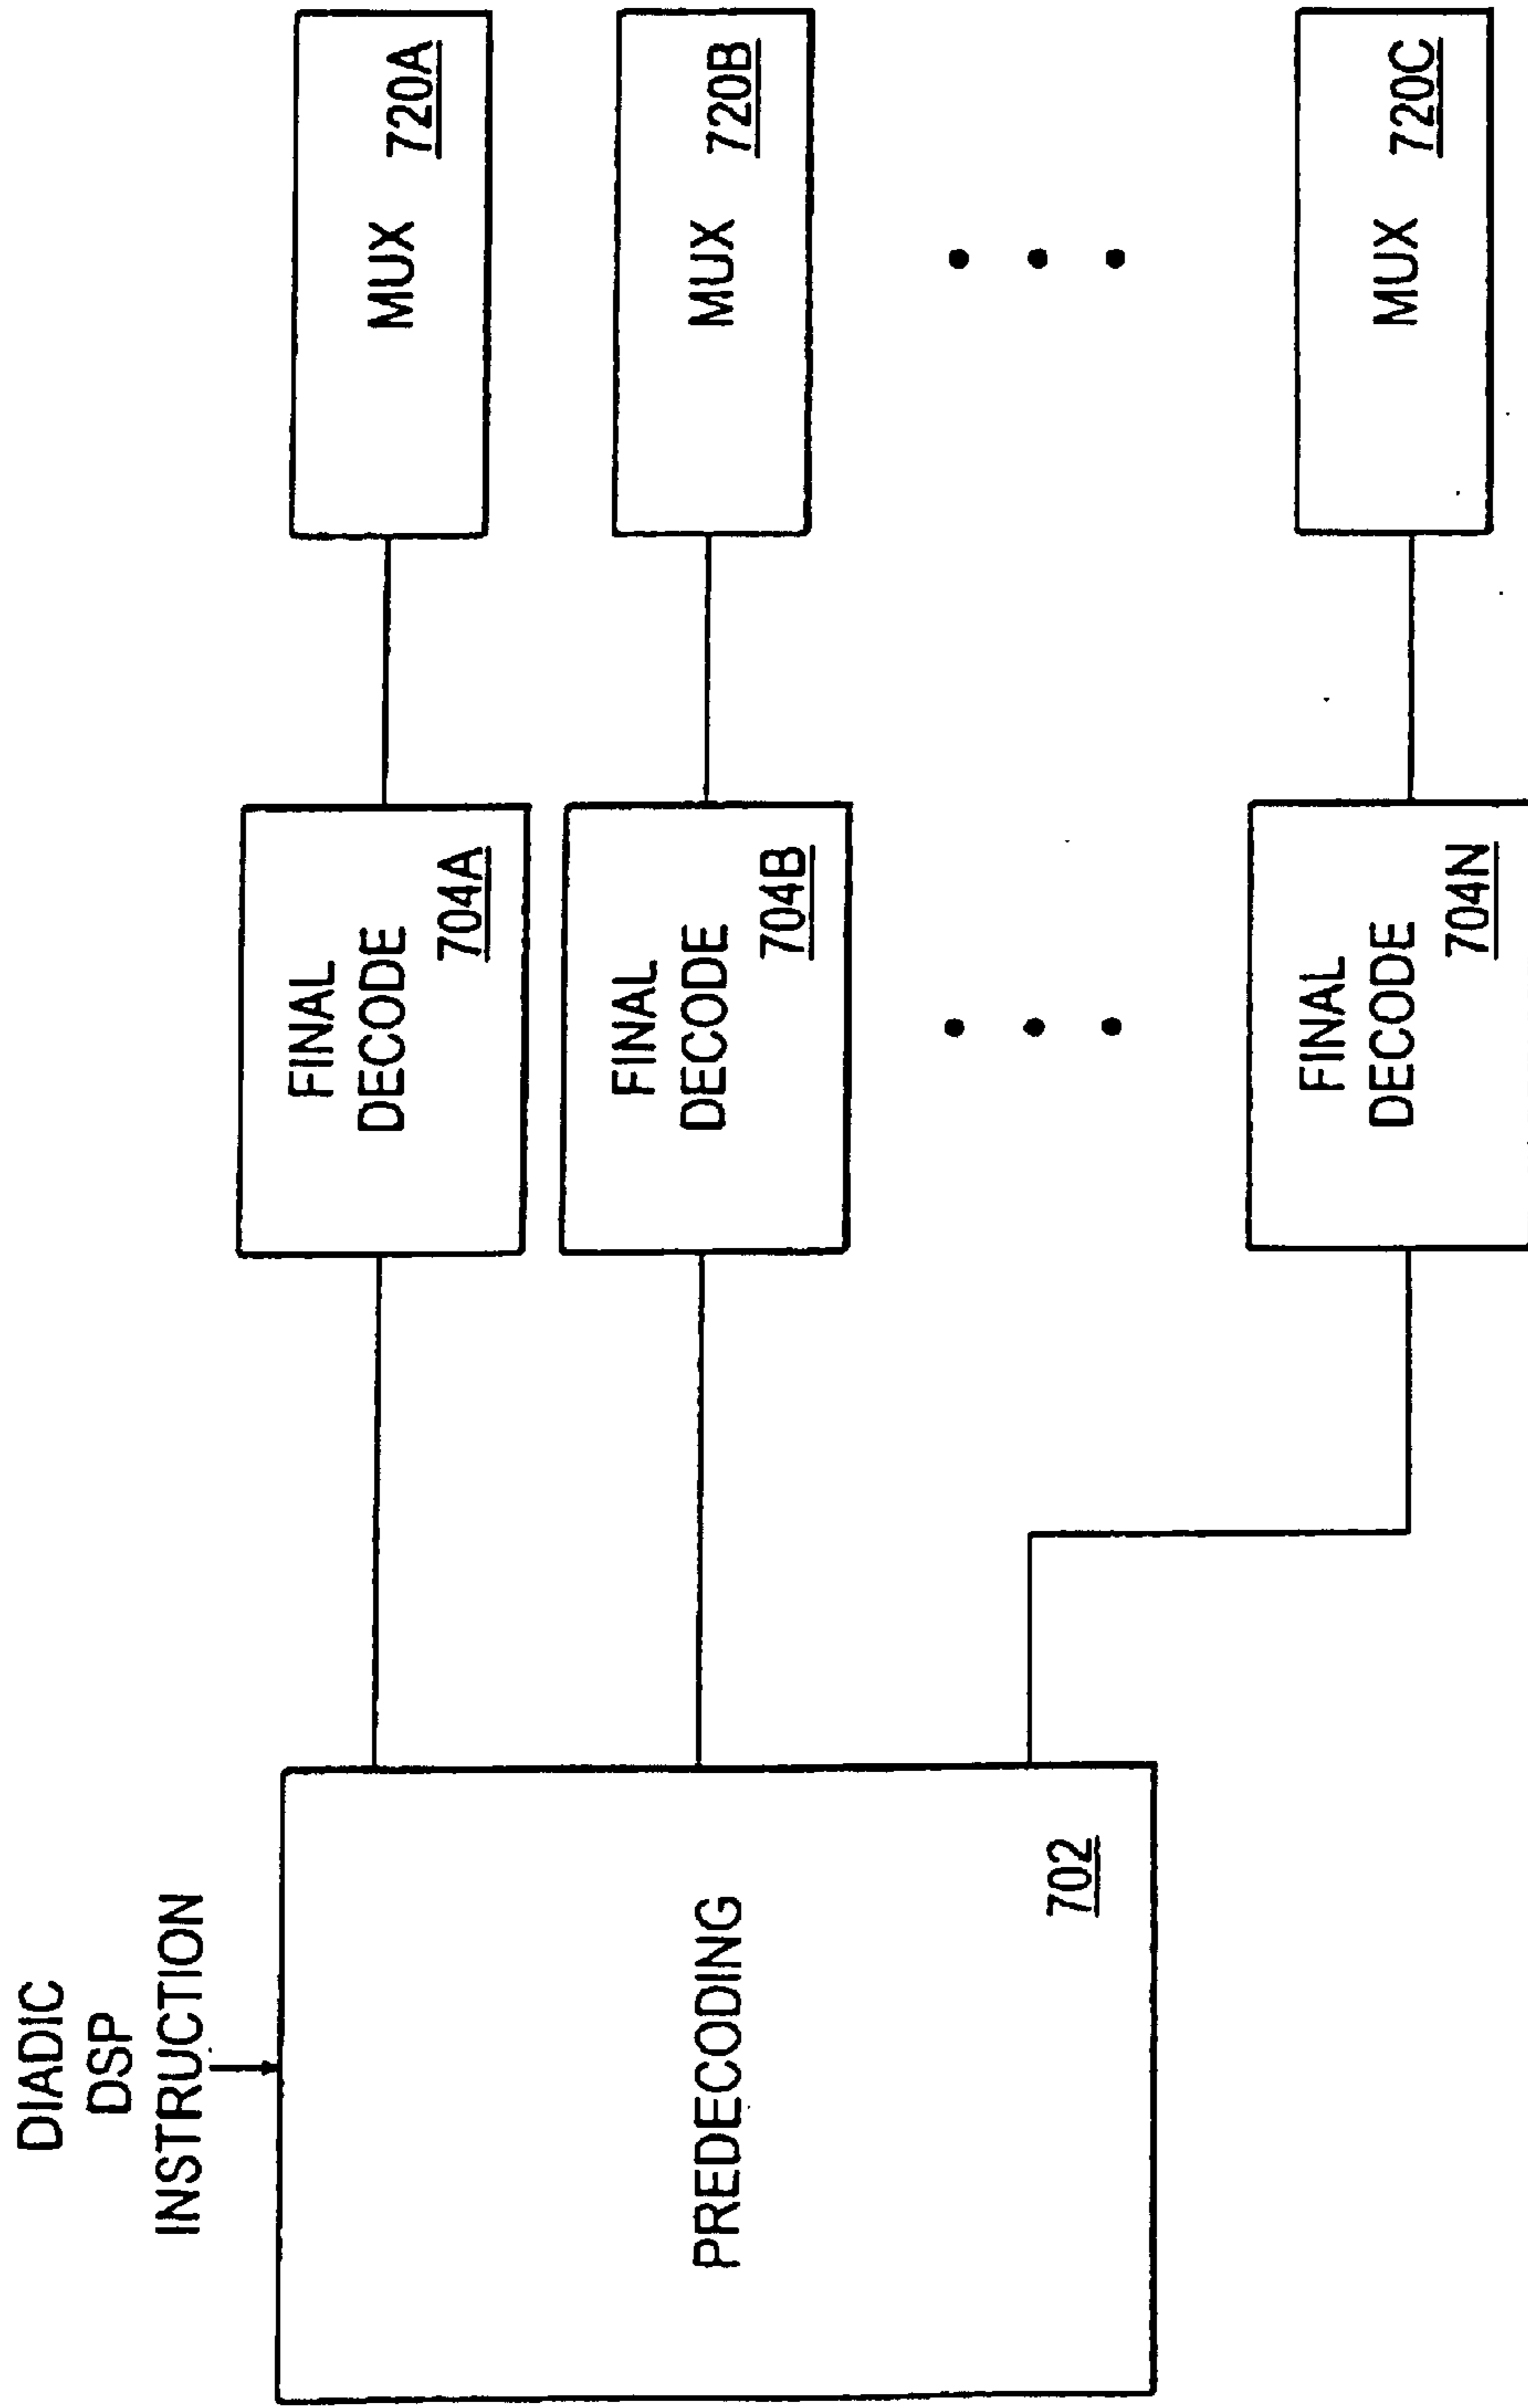 DIADIC
DSP
INSTRUCTION
PREDECODING
702
FINAL
DECODE
704A
FINAL
DECODE
704B
FINAL
DECODE
704N
MUX 720A
MUX 720B
MUX 720C